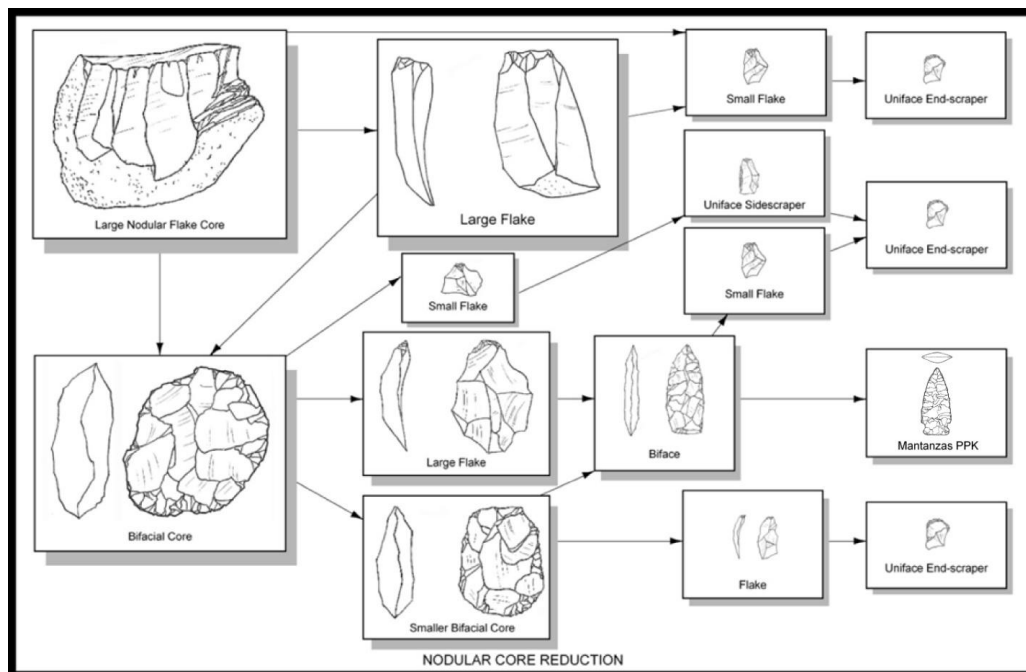 Large Nodular Flake Core
Large Flake
Small Flake
Uniface End-scraper
Uniface Sidescraper
Uniface End-scraper
Small Flake
Small Flake
Bifacial Core
Large Flake
Biface
Mantanzas PPK
Smaller Bifacial Core
Flake
Uniface End-scraper
NODULAR CORE REDUCTION